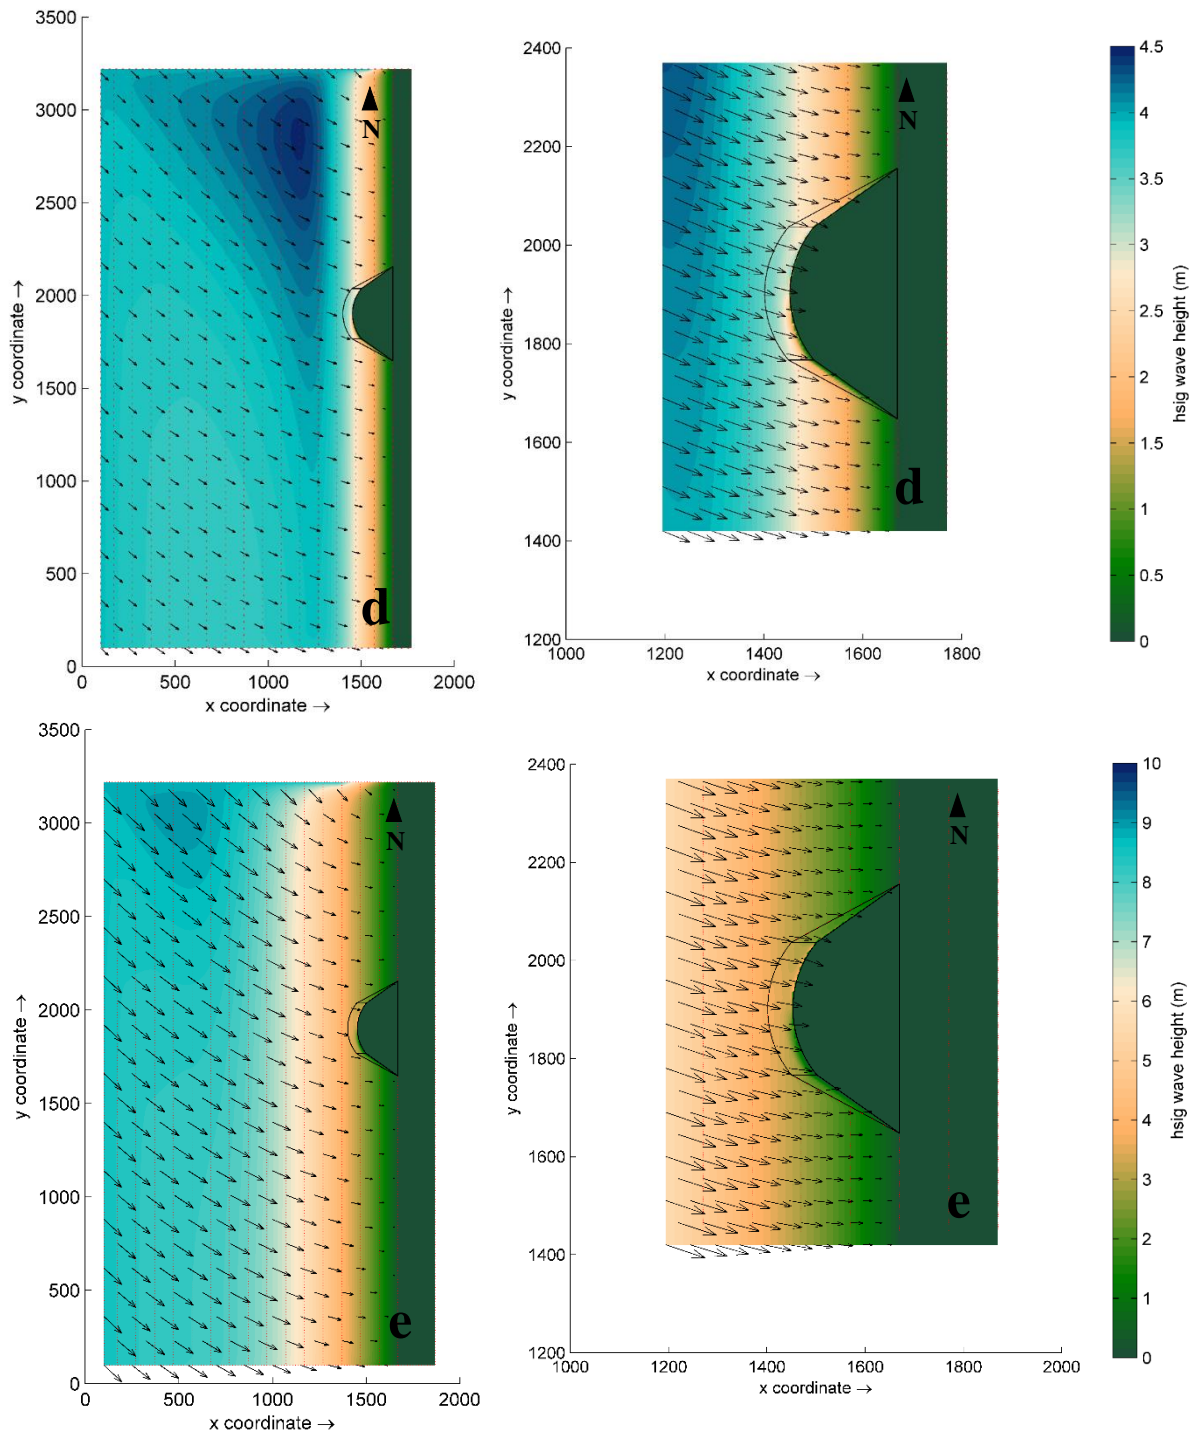 3500
3000
2500
2000
1500
1000
500
0
y coordinate →
0 500 1000 1500 2000
x coordinate →
N
d
2400
2200
2000
1800
1600
1400
1200
y coordinate →
1000 1200 1400 1600 1800
x coordinate →
N
d
4.5
4
3.5
3
2.5
2
1.5
1
0.5
0
hsig wave height (m)
3500
3000
2500
2000
1500
1000
500
0
y coordinate →
0 500 1000 1500 2000
x coordinate →
N
e
2400
2200
2000
1800
1600
1400
1200
y coordinate →
1000 1200 1400 1600 1800 2000
x coordinate →
N
e
10
9
8
7
6
5
4
3
2
1
0
hsig wave height (m)